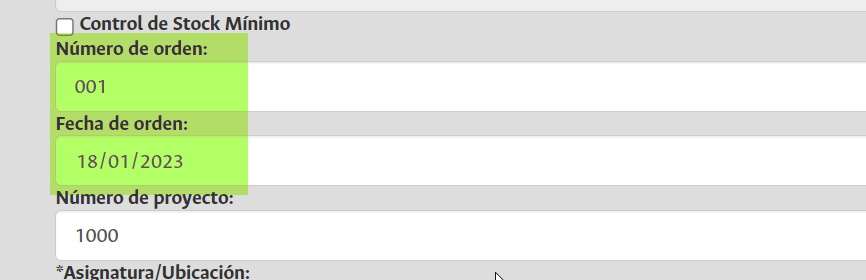 Control de Stock Mínimo
Número de orden:
001
Fecha de orden:
18/01/2023
Número de proyecto:
1000
*Asignatura/Ubicación: